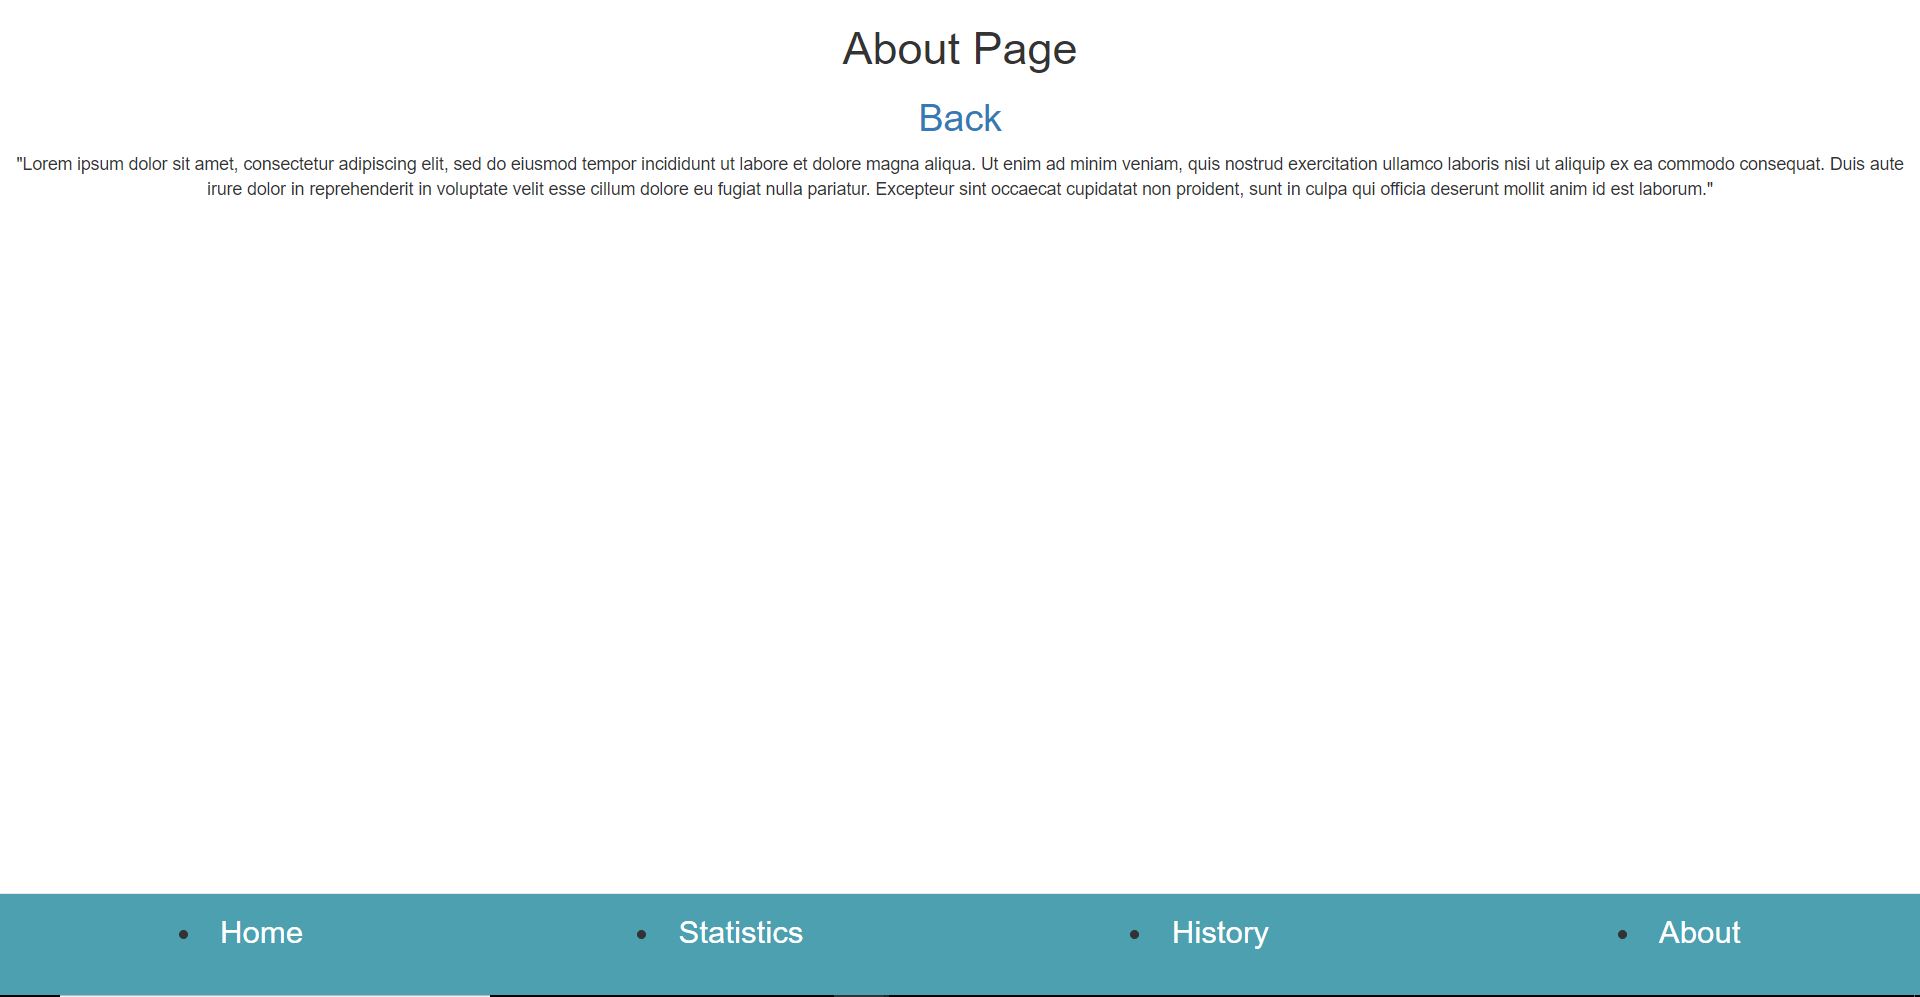 About Page
Back
"Lorem ipsum dolor sit amet, consectetur adipiscing elit, sed do eiusmod tempor incididunt ut labore et dolore magna aliqua. Ut enim ad minim veniam, quis nostrud exercitation ullamco laboris nisi ut aliquip ex ea commodo consequat. Duis aute
irure dolor in reprehenderit in voluptate velit esse cillum dolore eu fugiat nulla pariatur. Excepteur sint occaecat cupidatat non proident, sunt in culpa qui officia deserunt mollit anim id est laborum."
• Home • Statistics • History • About